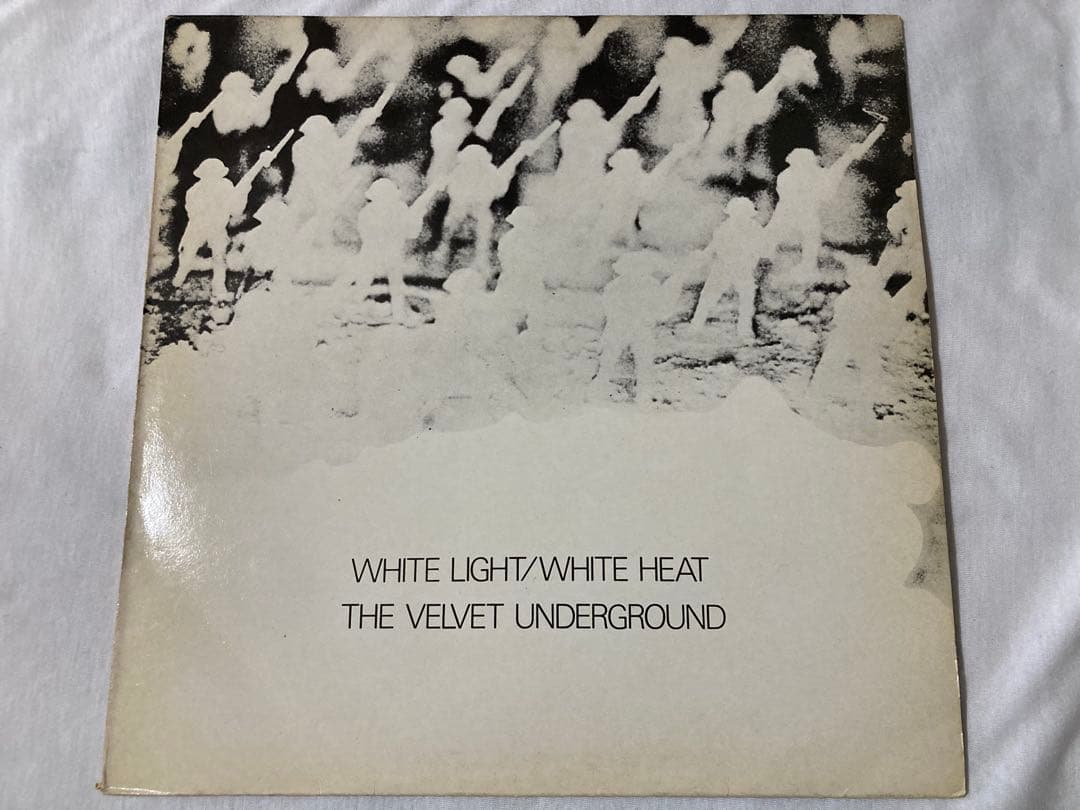 WHITE LIGHT/WHITE HEAT
THE VELVET UNDERGROUND